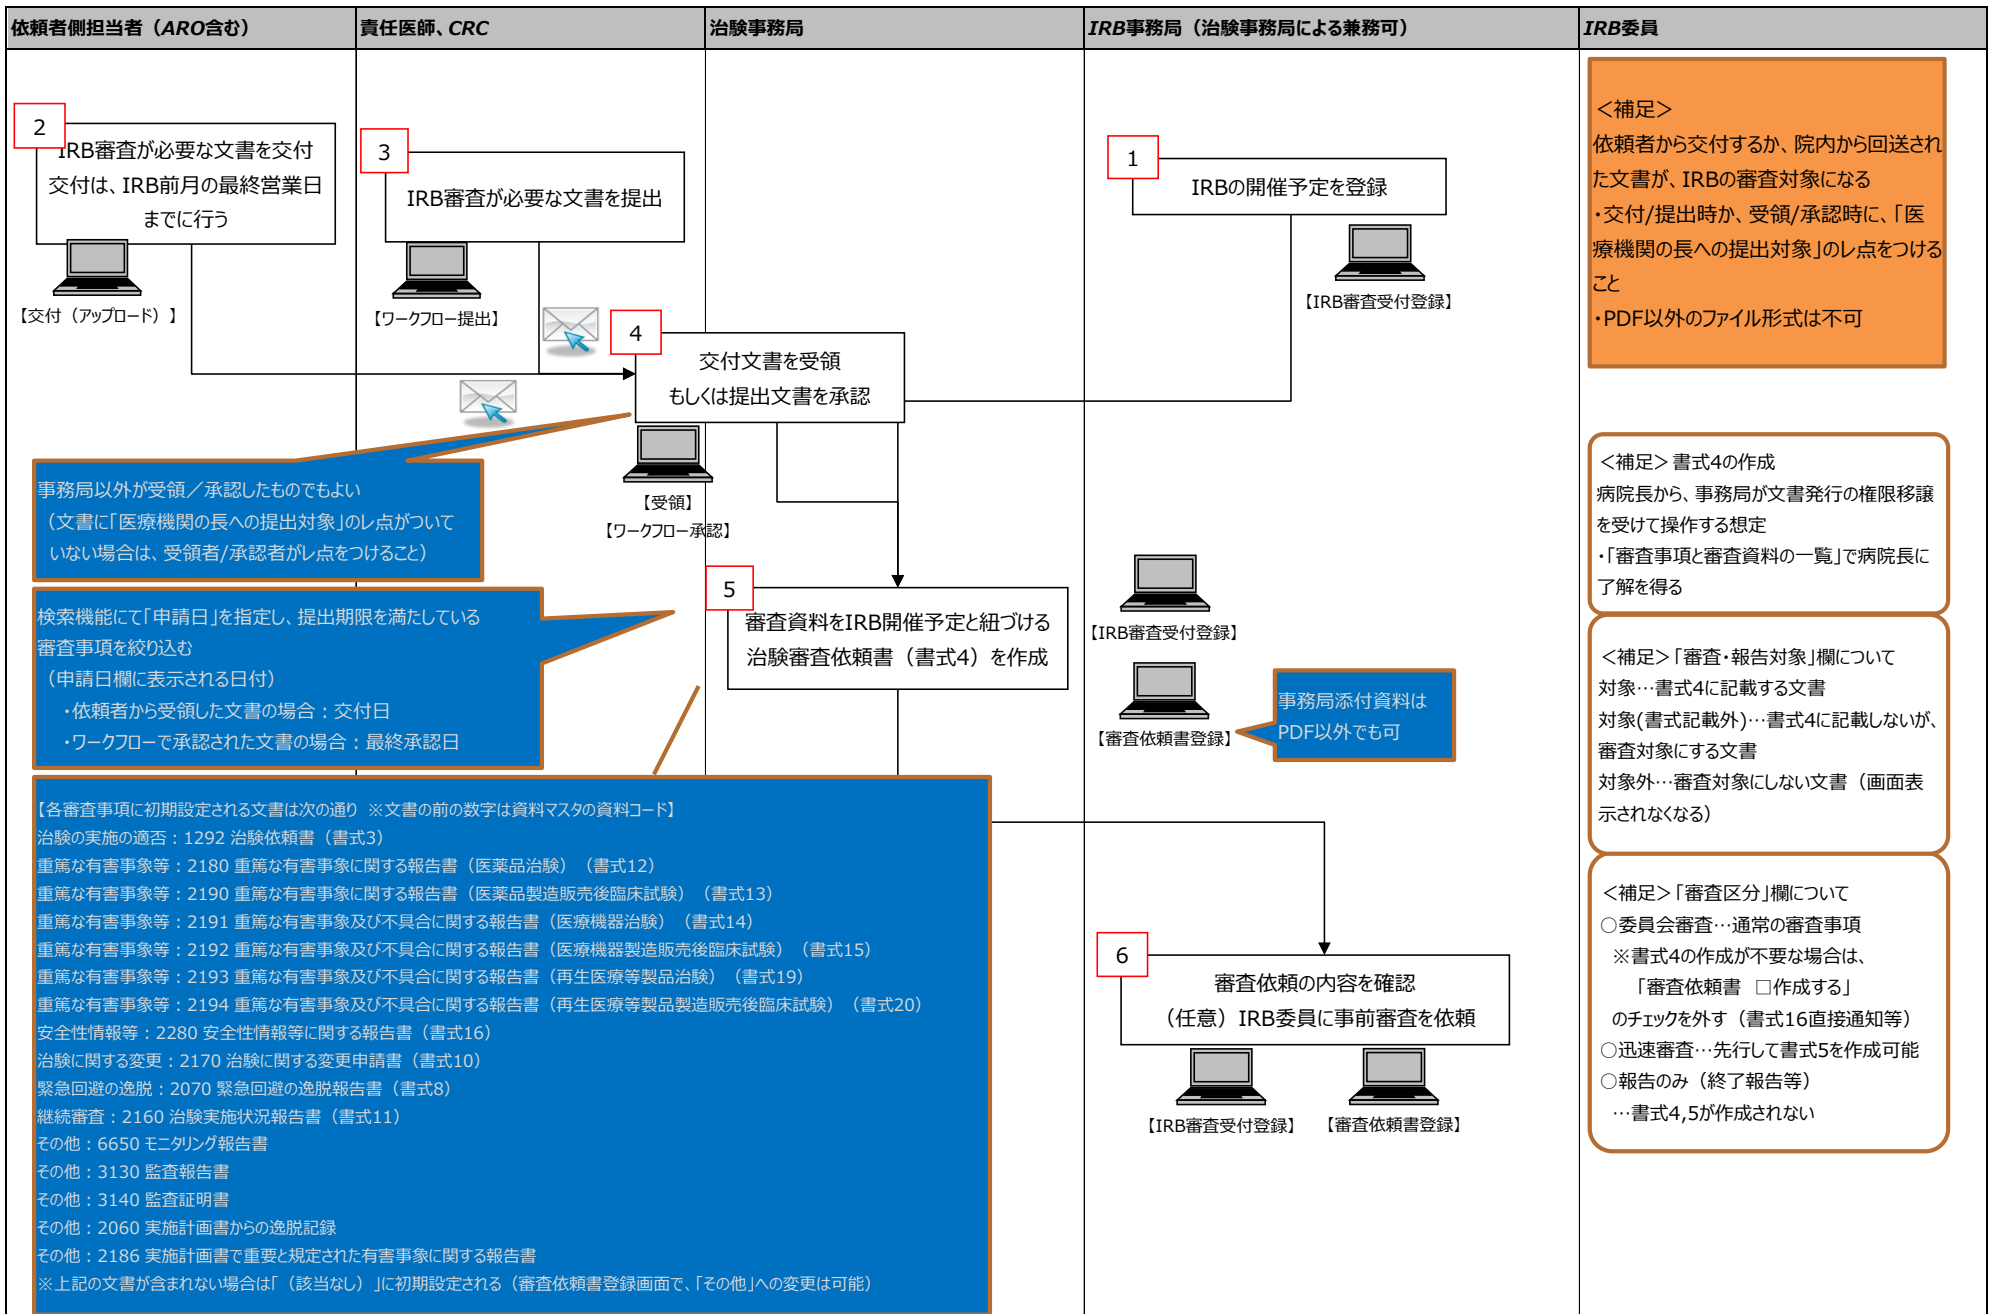 依頼者側担当者（ARO含む）
責任医師、CRC
治験事務局
IRB事務局（治験事務局による兼務可）
IRB委員
2
IRB審査が必要な文書を交付
交付は、IRB前月の最終営業日
までに行う
【交付（アップロード）】
3
IRB審査が必要な文書を提出
【ワークフロー提出】
1
IRBの開催予定を登録
【IRB審査受付登録】
4
交付文書を受領
もしくは提出文書を承認
【受領】
【ワークフロー承認】
事務局以外が受領／承認したものでもよい
（文書に「医療機関の長への提出対象」のレ点がついて
いない場合は、受領者/承認者がレ点をつけること）
検索機能にて「申請日」を指定し、提出期限を満たしている
審査事項を絞り込む
（申請日欄に表示される日付）
・依頼者から受領した文書の場合：交付日
・ワークフローで承認された文書の場合：最終承認日
5
審査資料をIRB開催予定と紐づける
治験審査依頼書（書式4）を作成
【IRB審査受付登録】
【審査依頼書登録】
事務局添付資料は
PDF以外でも可
【各審査事項に初期設定される文書は次の通り ※文書の前の数字は資料マスタの資料コード】
治験の実施の適否：1292 治験依頼書（書式3）
重篤な有害事象等：2180 重篤な有害事象に関する報告書（医薬品治験）（書式12）
重篤な有害事象等：2190 重篤な有害事象に関する報告書（医薬品製造販売後臨床試験）（書式13）
重篤な有害事象等：2191 重篤な有害事象及び不具合に関する報告書（医療機器治験）（書式14）
重篤な有害事象等：2192 重篤な有害事象及び不具合に関する報告書（医療機器製造販売後臨床試験）（書式15）
重篤な有害事象等：2193 重篤な有害事象及び不具合に関する報告書（再生医療等製品治験）（書式19）
重篤な有害事象等：2194 重篤な有害事象及び不具合に関する報告書（再生医療等製品製造販売後臨床試験）（書式20）
安全性情報等：2280 安全性情報等に関する報告書（書式16）
治験に関する変更：2170 治験に関する変更申請書（書式10）
緊急回避の逸脱：2070 緊急回避の逸脱報告書（書式8）
継続審査：2160 治験実施状況報告書（書式11）
その他：6650 モニタリング報告書
その他：3130 監査報告書
その他：3140 監査証明書
その他：2060 実施計画書からの逸脱記録
その他：2186 実施計画書で重要と規定された有害事象に関する報告書
※上記の文書が含まれない場合は「（該当なし）」に初期設定される（審査依頼書登録画面で、「その他」への変更は可能）
6
審査依頼の内容を確認
（任意）IRB委員に事前審査を依頼
【IRB審査受付登録】
【審査依頼書登録】
＜補足＞
依頼者から交付するか、院内から回送され
た文書が、IRBの審査対象になる
・交付/提出時か、受領/承認時に、「医
療機関の長への提出対象」のレ点をつける
こと
・PDF以外のファイル形式は不可
＜補足＞書式4の作成
病院長から、事務局が文書発行の権限移譲
を受けて操作する想定
・「審査事項と審査資料の一覧」で病院長に
了解を得る
＜補足＞「審査・報告対象」欄について
対象…書式4に記載する文書
対象(書式記載外)…書式4に記載しないが、
審査対象にする文書
対象外…審査対象にしない文書（画面表
示されなくなる）
＜補足＞「審査区分」欄について
○委員会審査…通常の審査事項
※書式4の作成が不要な場合は、
「審査依頼書 □作成する」
のチェックを外す（書式16直接通知等）
○迅速審査…先行して書式5を作成可能
○報告のみ（終了報告等）
…書式4,5が作成されない